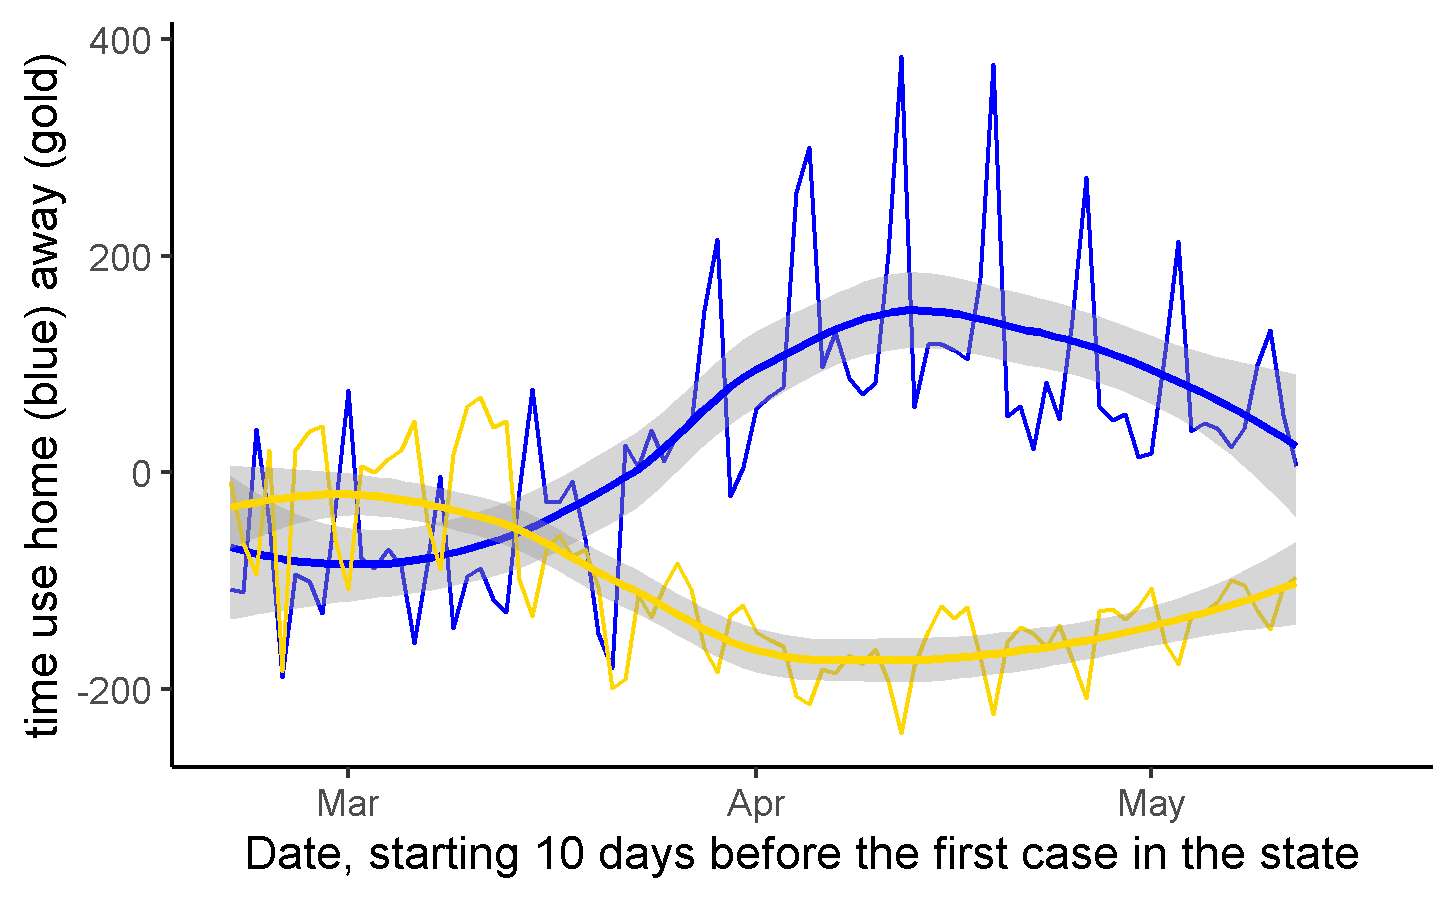 time use home (blue) away (gold)
400
200
0
-200
Mar
Apr
May
Date, starting 10 days before the first case in the state